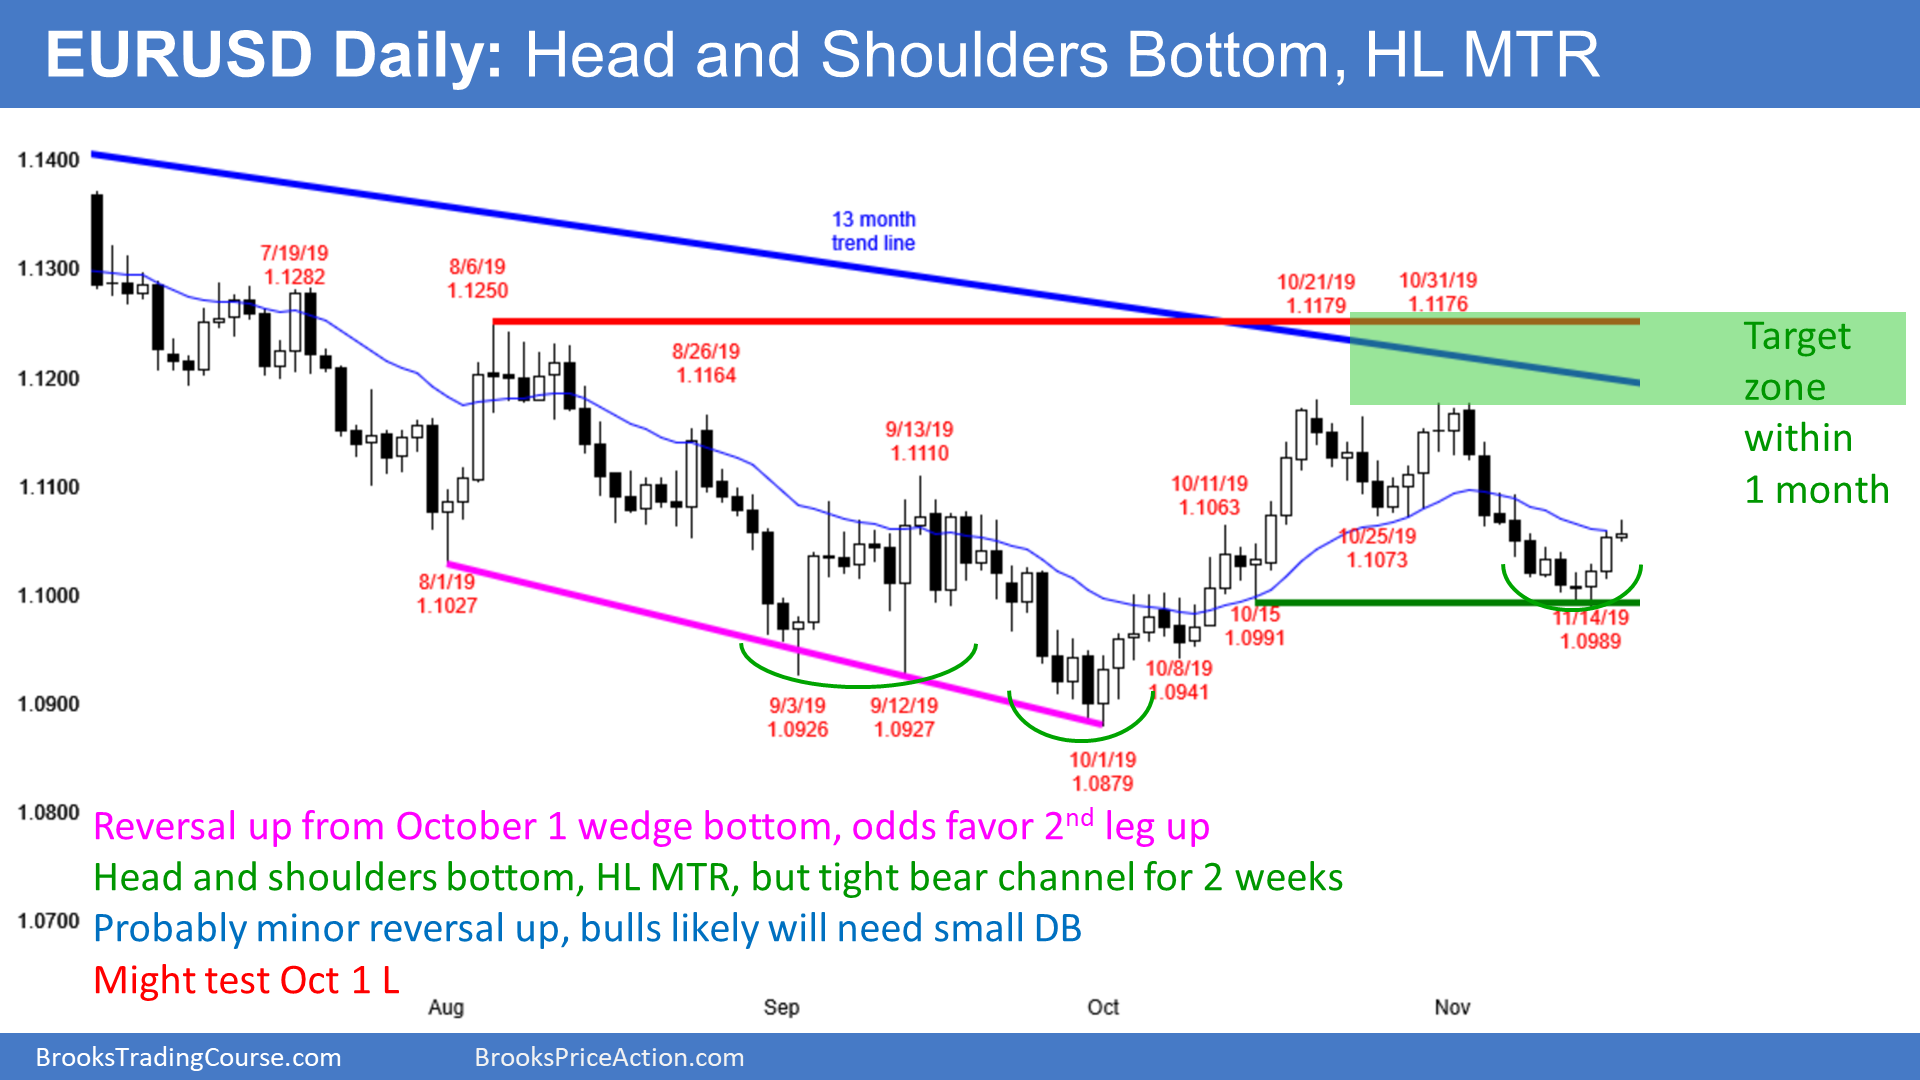 EURUSD Daily: Head and Shoulders Bottom, HL MTR
1.1400
1.1300
1.1200
1.1100
1.1000
1.0900
1.0800
1.0700
13 month
trend line
7/19/19
1.1282
8/6/19
1.1250
8/26/19
1.1164
9/13/19
1.1110
10/11/19
1.1063
10/21/19
1.1179
10/31/19
1.1176
Target
zone
within
1 month
8/1/19
1.1027
9/3/19
1.0926
9/12/19
1.0927
10/1/19
1.0879
10/8/19
1.0941
10/15
1.0991
10/25/19
1.1073
11/14/19
1.0989
Reversal up from October 1 wedge bottom, odds favor 2nd leg up
Head and shoulders bottom, HL MTR, but tight bear channel for 2 weeks
Probably minor reversal up, bulls likely will need small DB
Might test Oct 1 L
Aug
Sep
Oct
Nov
BrooksTradingCourse.com
BrooksPriceAction.com